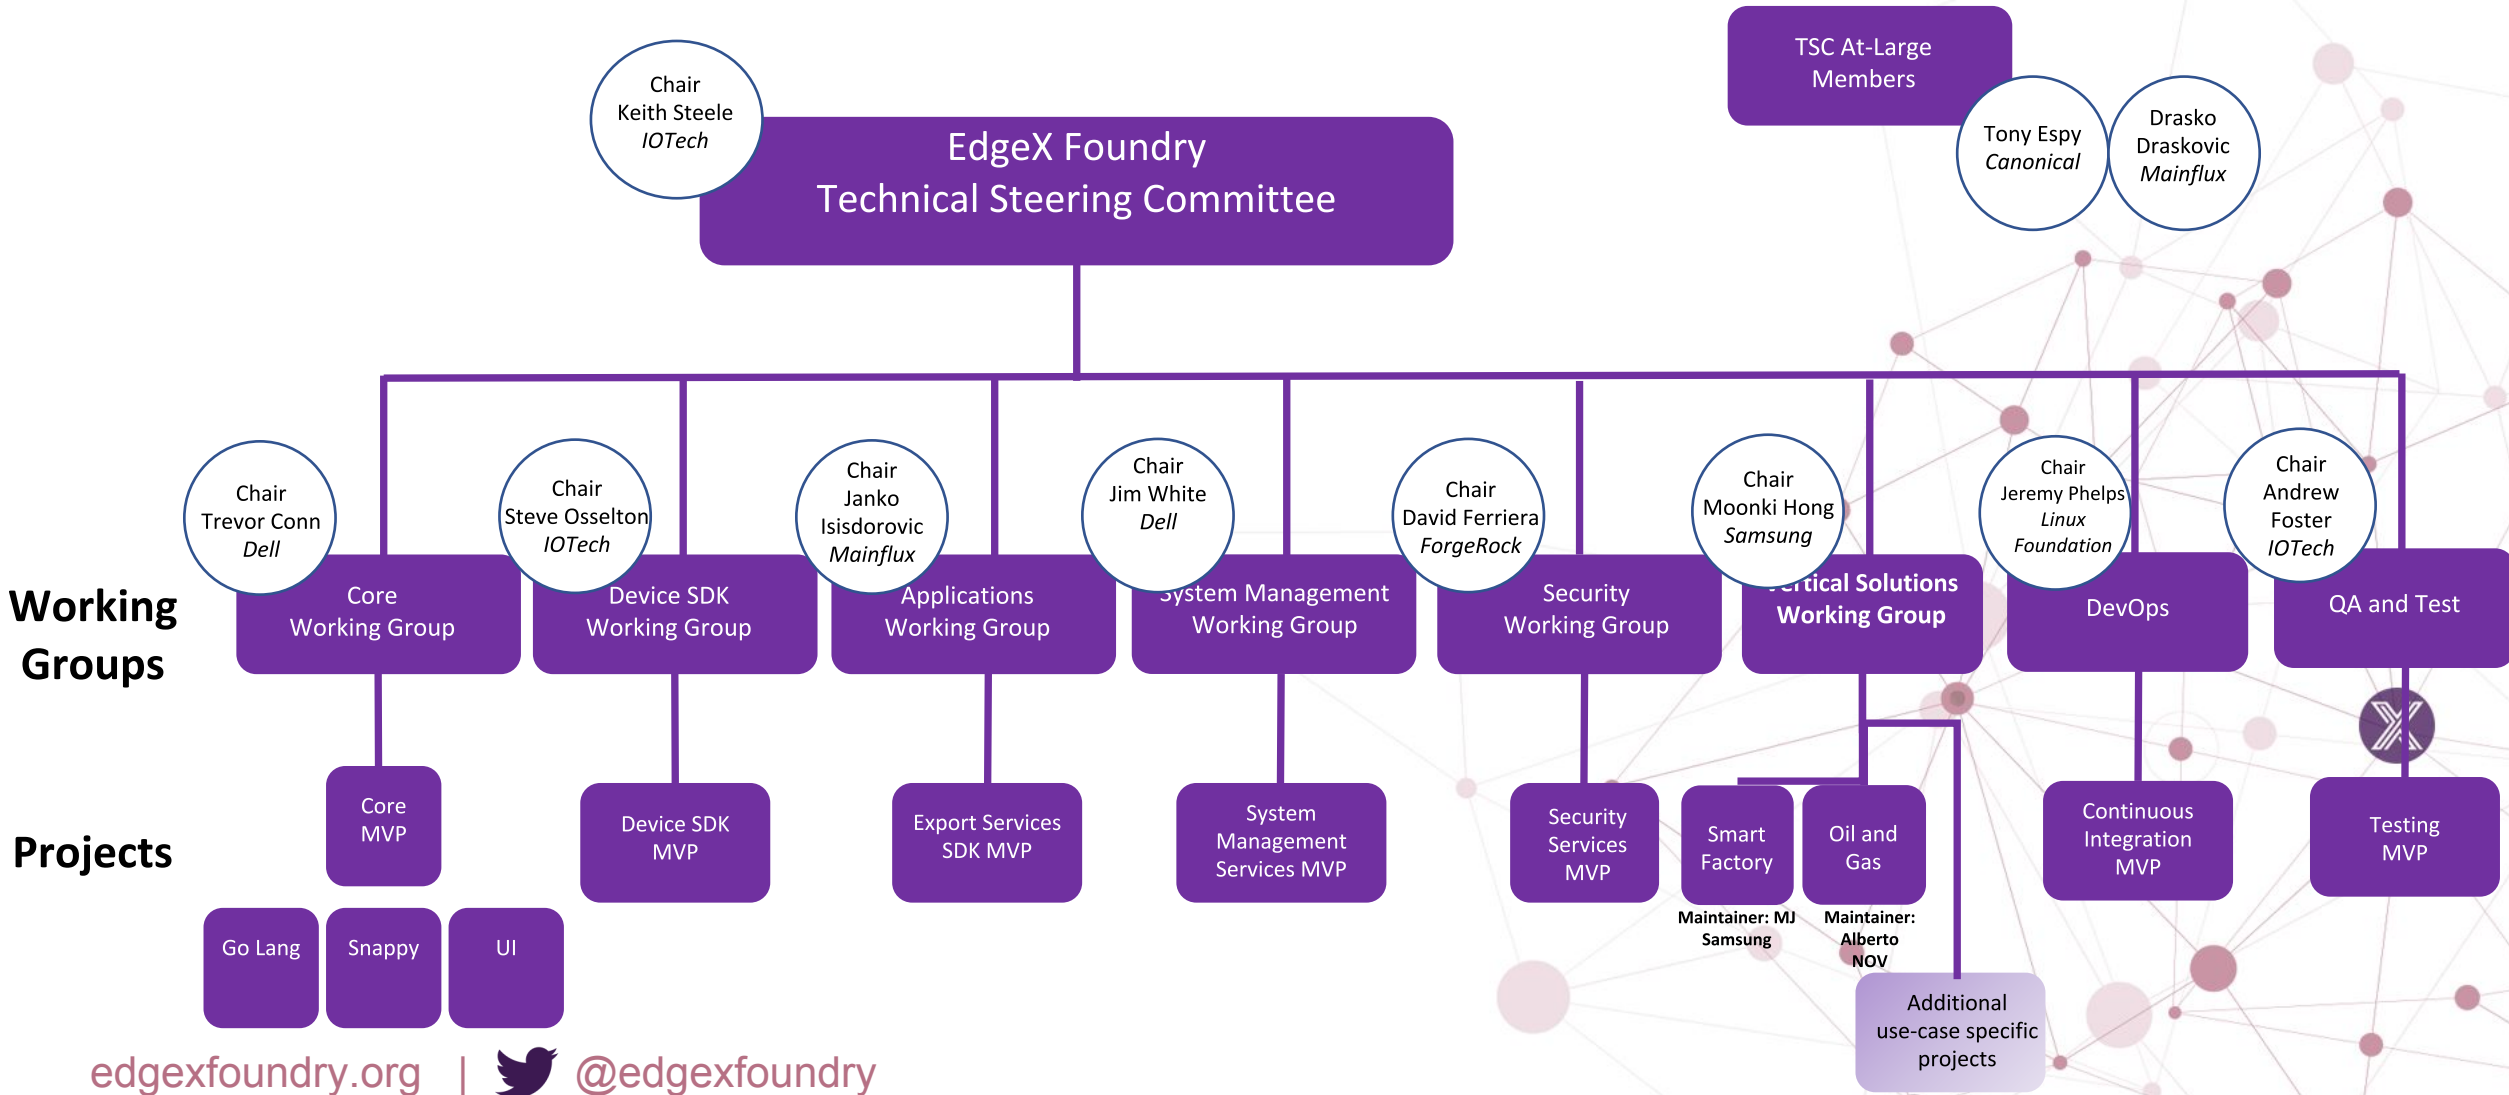 TSC At-Large
Members
Chair
Keith Steele
IOTech
EdgeX Foundry
Technical Steering Committee
Tony Espy
Canonical
Drasko
Draskovic
Mainflux
Chair
Trevor Conn
Dell
Chair
Steve Osselton
IOTech
Chair
Janko
Isisdorovic
Mainflux
Chair
Jim White
Dell
Chair
David Ferriera
ForgeRock
Chair
Moonki Hong
Samsung
Chair
Jeremy Phelps
Linux
Foundation
Chair
Andrew
Foster
IOTech
Working
Groups
Core
Working Group
Device SDK
Working Group
Applications
Working Group
System Management
Working Group
Security
Working Group
Vertical Solutions
Working Group
DevOps
QA and Test
Projects
Core
MVP
Device SDK
MVP
Export Services
SDK MVP
System
Management
Services MVP
Security
Services
MVP
Smart
Factory
Oil and
Gas
Continuous
Integration
MVP
Testing
MVP
Maintainer: MJ
Samsung
Maintainer:
Alberto
NOV
Go Lang
Snappy
UI
Additional
use-case specific
projects
edgexfoundry.org | @edgexfoundry